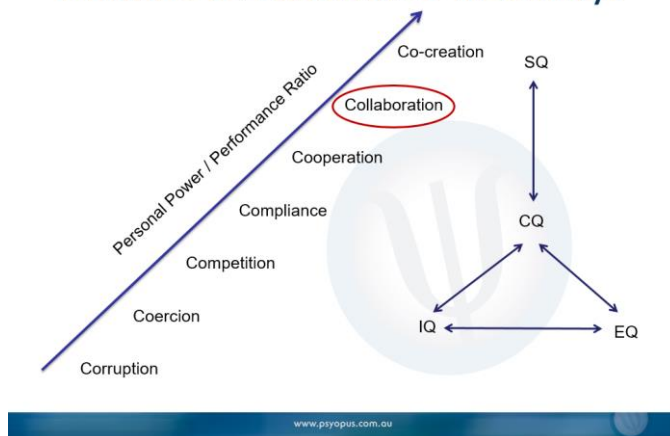 Co-creation
SQ
Collaboration
Personal Power / Performance Ratio
Cooperation
Compliance
CQ
Competition
Coercion
IQ
EQ
Corruption
www.psyopus.com.au